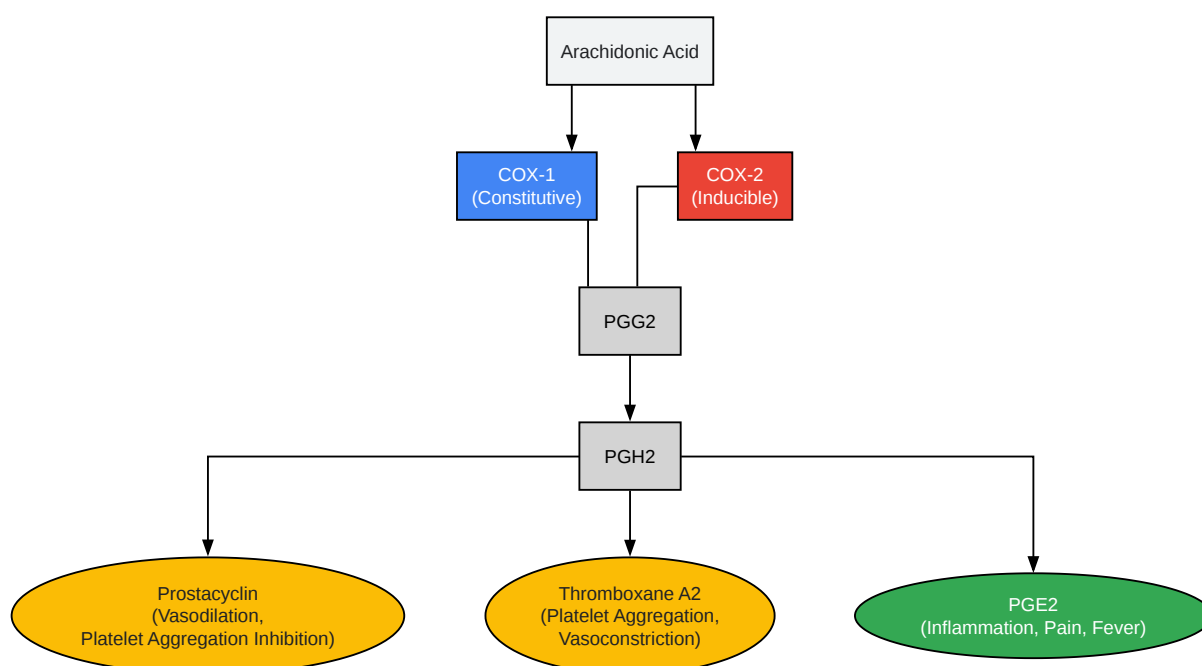 Arachidonic Acid
COX-1
(Constitutive)
COX-2
(Inducible)
PGG2
PGH2
Prostacyclin
(Vasodilation,
Platelet Aggregation Inhibition)
Thromboxane A2
(Platelet Aggregation,
Vasoconstriction)
PGE2
(Inflammation, Pain, Fever)